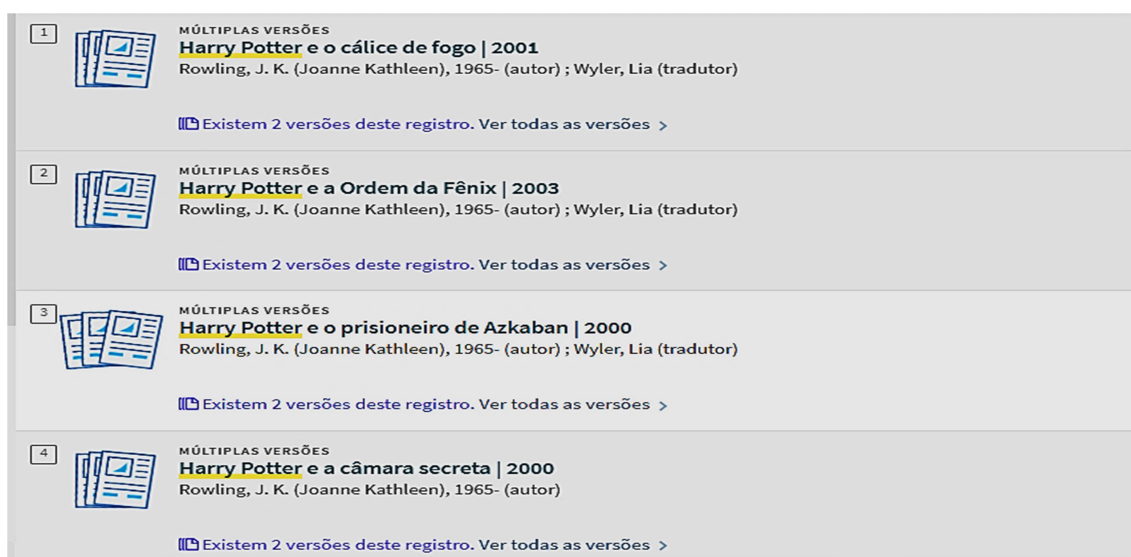 1
MÚLTIPLAS VERSÕES
Harry Potter e o cálice de fogo | 2001
Rowling, J. K. (Joanne Kathleen), 1965- (autor) ; Wyler, Lia (tradutor)
Existem 2 versões deste registro. Ver todas as versões >
2
MÚLTIPLAS VERSÕES
Harry Potter e a Ordem da Fênix | 2003
Rowling, J. K. (Joanne Kathleen), 1965- (autor) ; Wyler, Lia (tradutor)
Existem 2 versões deste registro. Ver todas as versões >
3
MÚLTIPLAS VERSÕES
Harry Potter e o prisioneiro de Azkaban | 2000
Rowling, J. K. (Joanne Kathleen), 1965- (autor) ; Wyler, Lia (tradutor)
Existem 2 versões deste registro. Ver todas as versões >
4
MÚLTIPLAS VERSÕES
Harry Potter e a câmara secreta | 2000
Rowling, J. K. (Joanne Kathleen), 1965- (autor)
Existem 2 versões deste registro. Ver todas as versões >